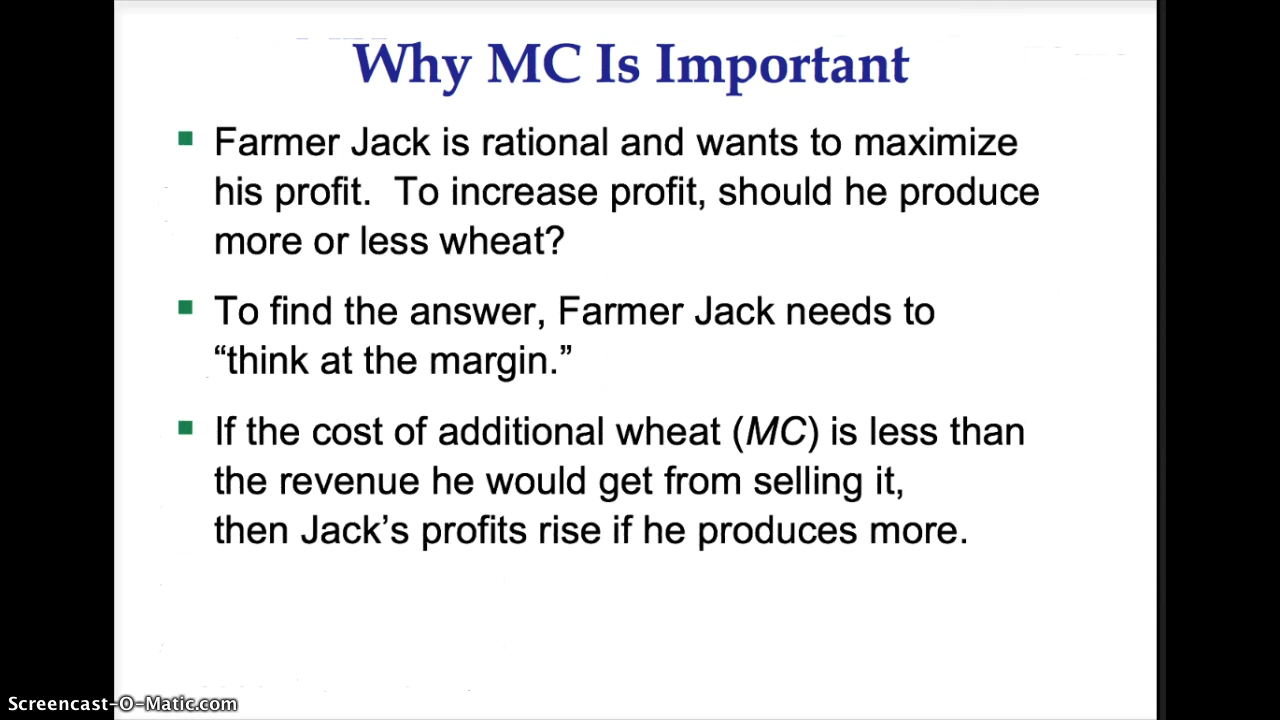 Why MC Is Important
Farmer Jack is rational and wants to maximize
his profit.  To increase profit, should he produce
more or less wheat?
To find the answer, Farmer Jack needs to
“think at the margin.”
If the cost of additional wheat (MC) is less than
the revenue he would get from selling it,
then Jack’s profits rise if he produces more.
Screencast-O-Matic.com